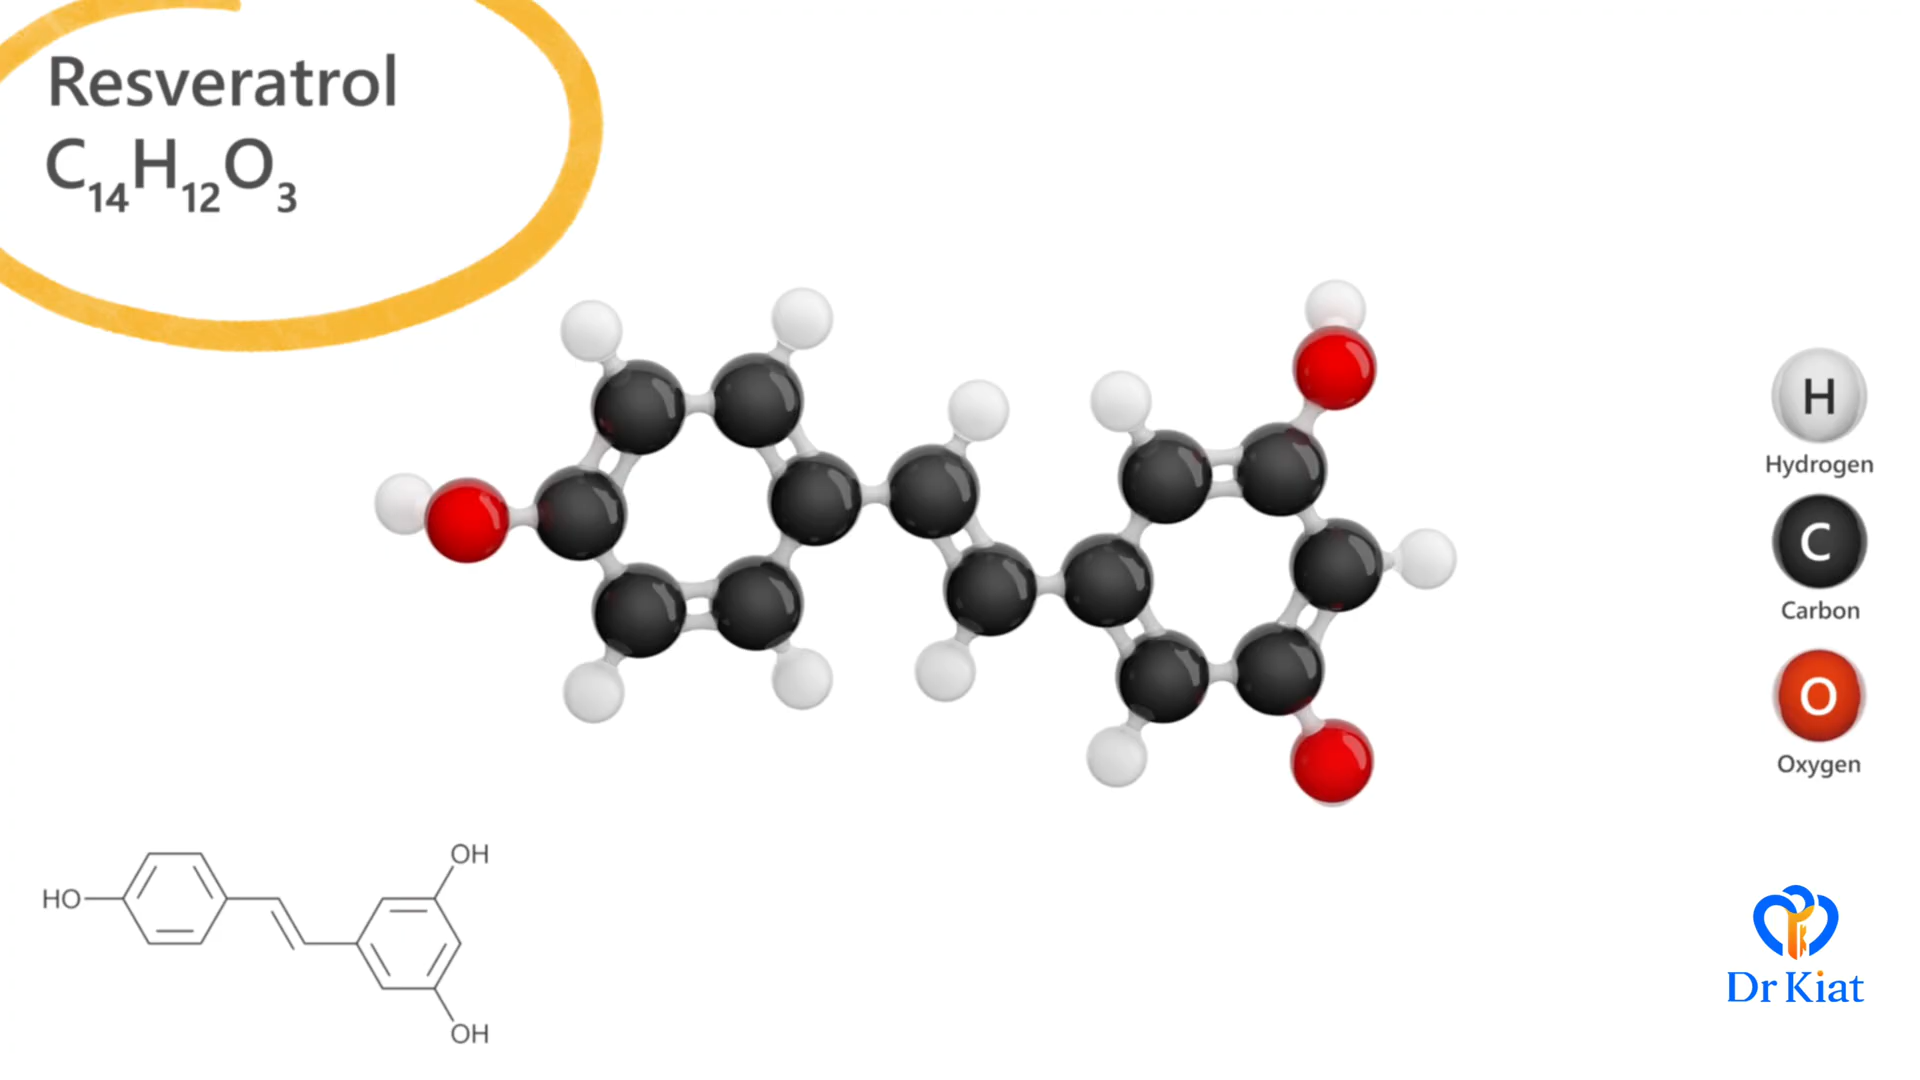 Resveratrol
C₁₄H₁₂O₃
H
Hydrogen
C
Carbon
O
Oxygen
HO
OH
OH
Dr Kiat